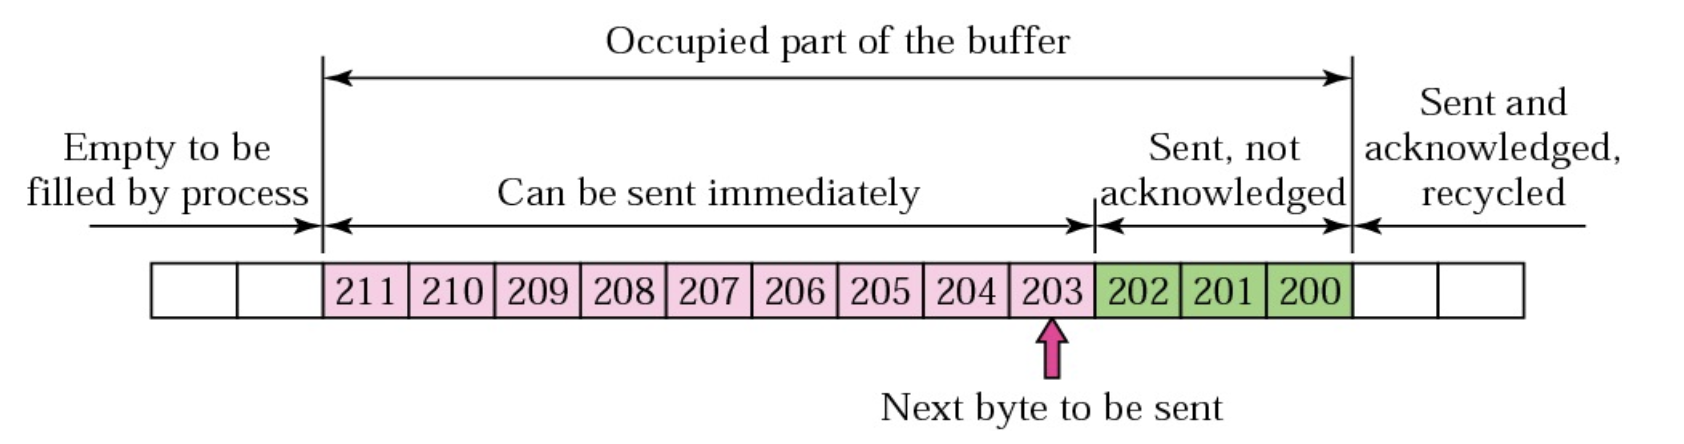 Occupied part of the buffer
Empty to be
filled by process
Can be sent immediately
Sent, not
acknowledged
Sent and
acknowledged,
recycled
211 210 209 208 207 206 205 204 203 202 201 200
Next byte to be sent